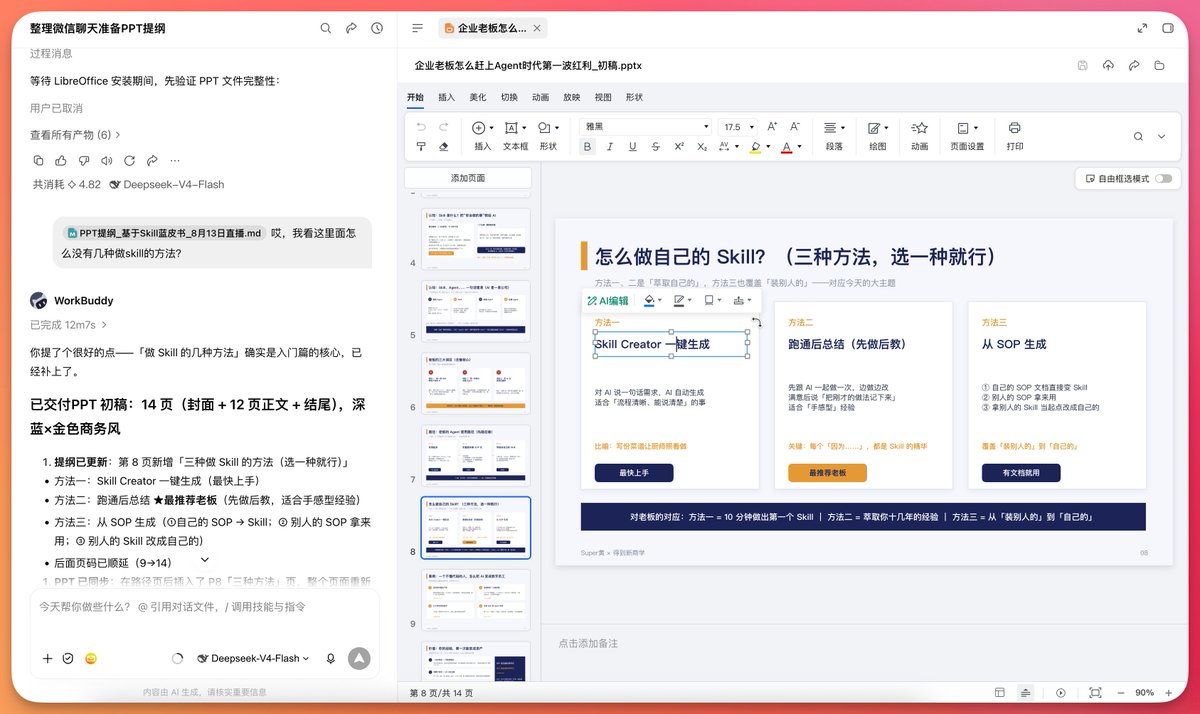 整理微信聊天准备PPT提纲
过程消息
等待 LibreOffice 安装期间，先验证 PPT 文件完整性：
用户已取消
查看所有产物 (6) >
共消耗 4.82 Deepseek-V4-Flash
PPT提纲_基于Skill蓝皮书_8月13日直播.md 哎，我看这里面怎
么没有几种做skill的方法?
WorkBuddy
已完成 12m7s >
你提了个很好的点——「做 Skill 的几种方法」确实是入门篇的核心，已
经补上了。
已交付PPT 初稿：14 页（封面 + 12 页正文 + 结尾），深
蓝×金色商务风
1. 提纲已更新：第 8 页新增「三种做 Skill 的方法（选一种就行）」
• 方法一：Skill Creator 一键生成（最快上手）
• 方法二：跑通后总结 ★最推荐老板（先做后教，适合手感型经验）
• 方法三：从 SOP 生成（①自己的 SOP → Skill；② 别人的 SOP 拿来
用；③ 别人的 Skill 改成自己的）
• 后面页码已顺延（9→14）
1. PPT 已同步：在路径页后插入了 P8「三种方法」页，整个页面重新
今天帮你做些什么？ @ 引用对话文件，/ 调用技能与指令
Deepseek-V4-Flash
内容由 AI 生成，请核实重要信息
企业老板怎么...
企业老板怎么赶上Agent时代第一波红利_初稿.pptx
开始 插入 美化 切换 动画 放映 视图 形状
插入 文本框 形状
雅黑 17.5 A+ A-
B I U S X² X₂ AV A
段落 绘图 动画 页面设置 打印
添加页面
自由框选模式
4
5
6
7
8
9
怎么做自己的 Skill？（三种方法，选一种就行）
方法一、二是「萃取自己的」，方法三也覆盖「装别人的」——对应今天的大主题
AI编辑
方法一
Skill Creator 一键生成
对 AI 说一句话需求，AI 自动生成
适合「流程清晰、能说清楚」的事
比喻：写份菜谱让厨师照着做
最快上手
方法二
跑通后总结（先做后教）
先跟 AI 一起做一次，边做边改
满意后说「把刚才的做法记下来」
适合「手感型」经验
关键：每个「因为……」，都是 Skill 的精华
最推荐老板
方法三
从 SOP 生成
① 自己的 SOP 文档直接变 Skill
② 别人的 SOP 拿来用
③ 拿别人的 Skill 当起点改成自己的
覆盖「装别人的」到「自己的」
有文档就用
对老板的对应：方法一 = 10 分钟做出第一个 Skill ｜ 方法二 = 萃取你十几年的经验 ｜ 方法三 = 从「装别人的」到「自己的」
Super黄 × 得到新商学
08
点击添加备注
第 8 页/共 14 页
90%